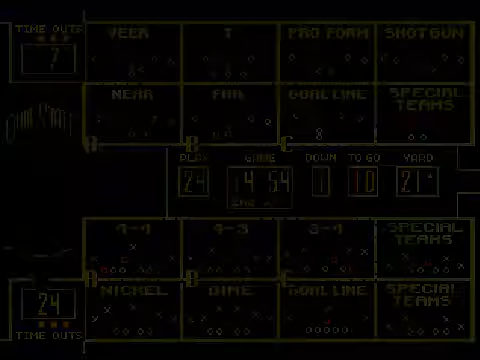 TIME OUTS
VEER
T
PRO FORM
SHOTGUN
7
NEAR
FAR
GOAL LINE
SPECIAL
TEAMS
A
B
C
PLAY
GAME
DOWN
TO GO
YARD
14 54
1
10
21
4-4
4-3
3-4
SPECIAL
TEAMS
A
B
C
NICKEL
DIME
GOAL LINE
SPECIAL
TEAMS
24
TIME OUTS